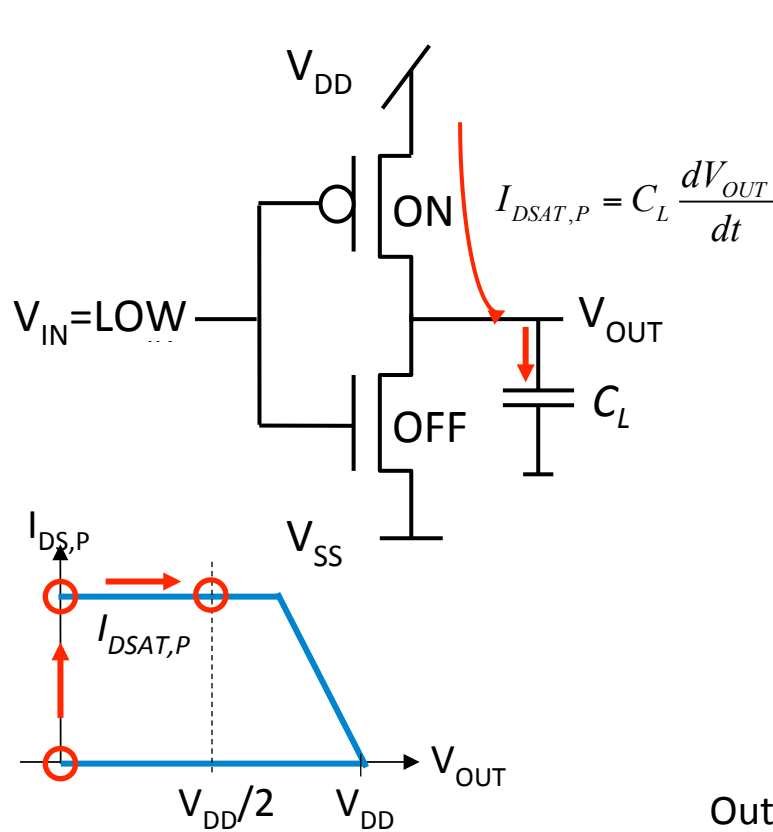 V_DD
ON
I_DSAT,P = C_L dV_OUT/dt
V_IN=LOW
V_OUT
C_L
OFF
V_SS
I_DS,P
I_DSAT,P
V_OUT
V_DD/2
V_DD
Out